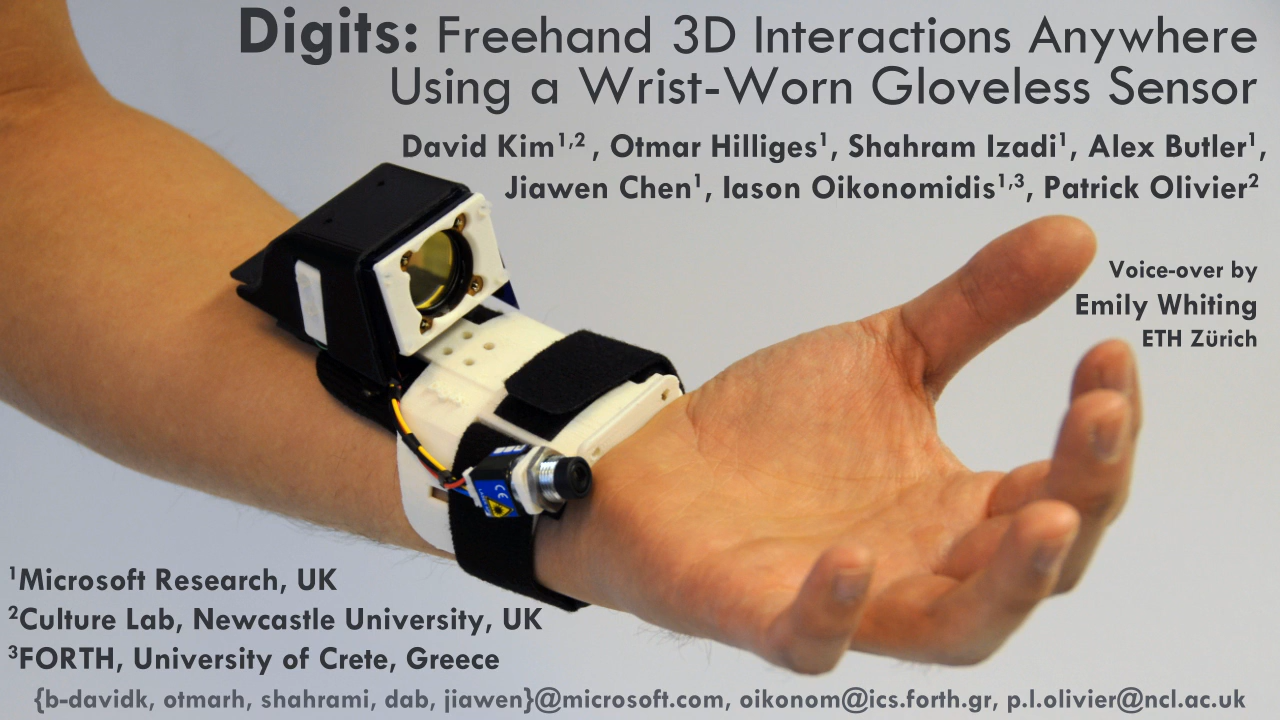 Digits: Freehand 3D Interactions Anywhere
Using a Wrist-Worn Gloveless Sensor
David Kim¹,² , Otmar Hilliges¹, Shahram Izadi¹, Alex Butler¹,
Jiawen Chen¹, Iason Oikonomidis¹,³, Patrick Olivier²
Voice-over by
Emily Whiting
ETH Zürich
CE
¹Microsoft Research, UK
²Culture Lab, Newcastle University, UK
³FORTH, University of Crete, Greece
{b-davidk, otmarh, shahrami, dab, jiawen}@microsoft.com, oikonom@ics.forth.gr, p.l.olivier@ncl.ac.uk